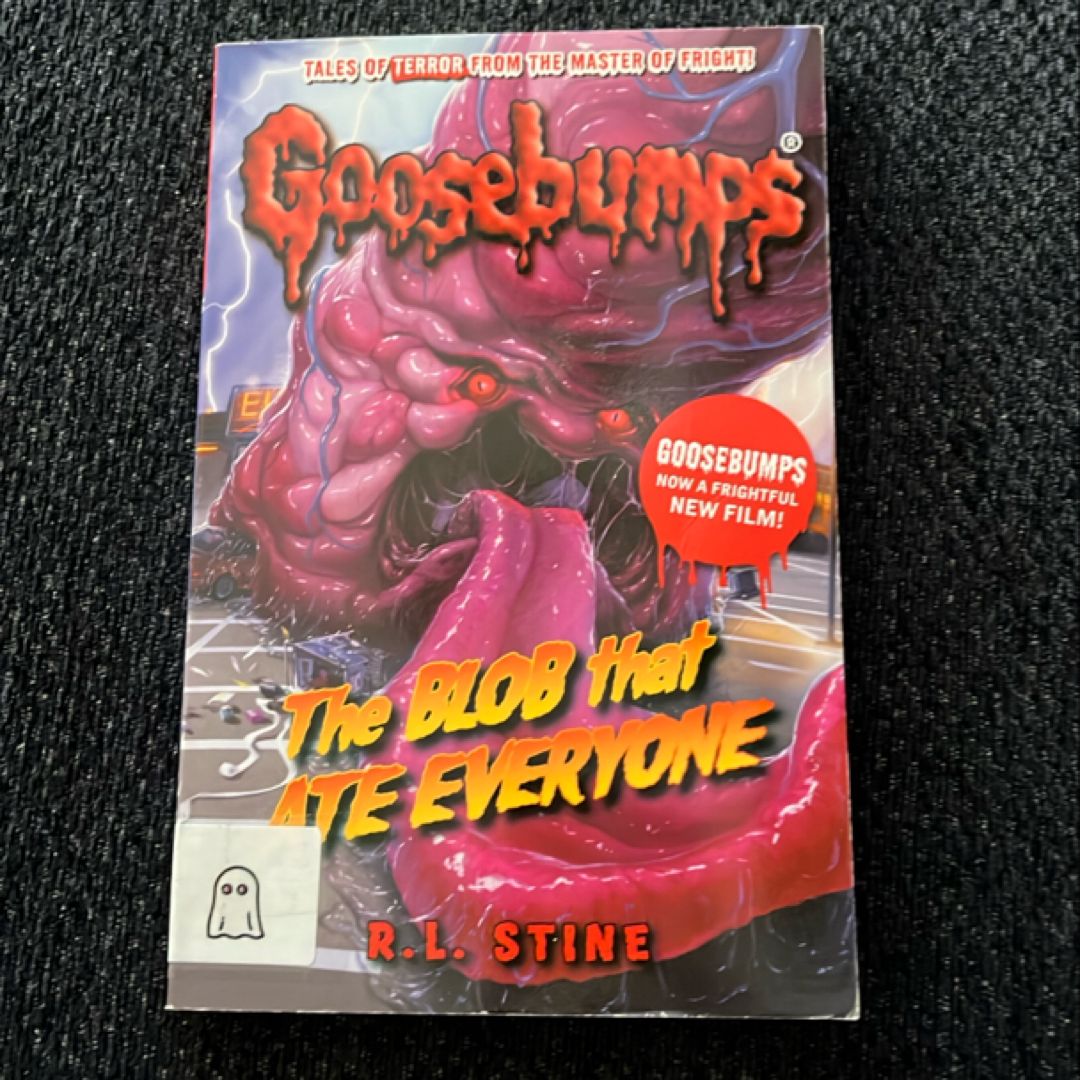 TALES OF TERROR FROM THE MASTER OF FRIGHT!
Goosebumps®
GOOSEBUMPS
NOW A FRIGHTFUL
NEW FILM!
The BLOB that
ATE EVERYONE
R.L. STINE